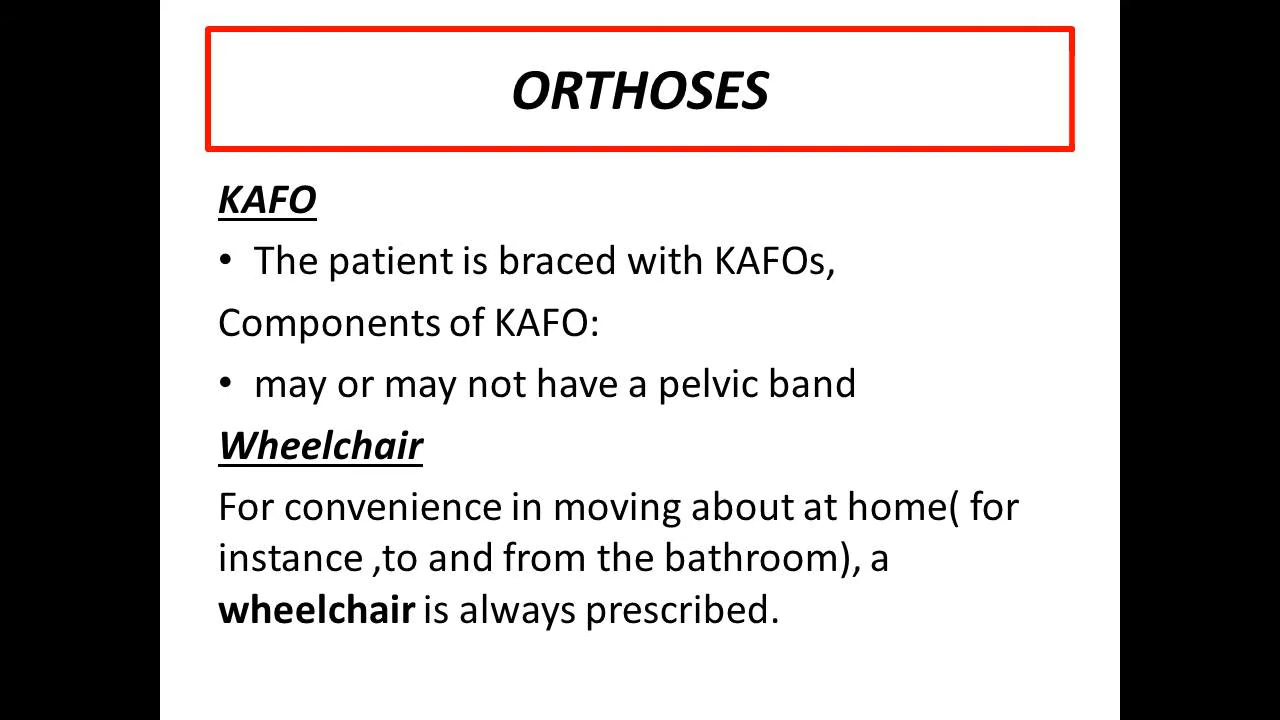 ORTHOSES
KAFO
• The patient is braced with KAFOs,
Components of KAFO:
• may or may not have a pelvic band
Wheelchair
For convenience in moving about at home( for
instance ,to and from the bathroom), a
wheelchair is always prescribed.